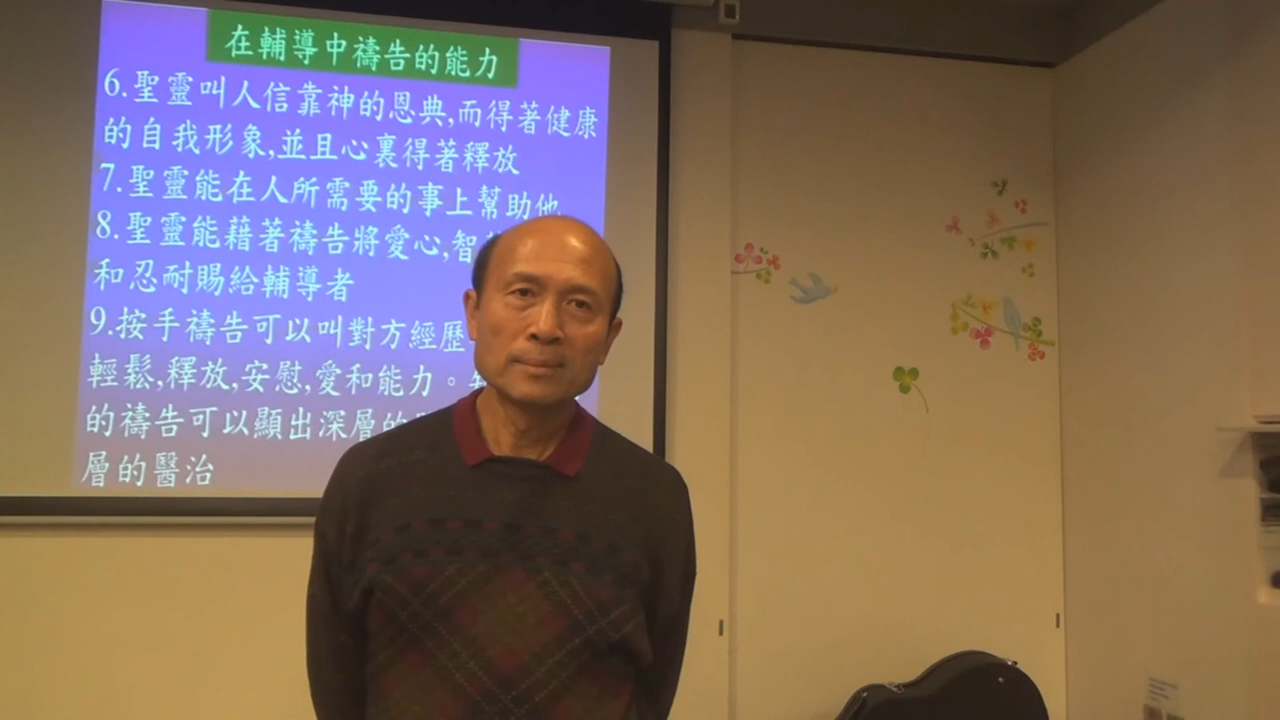 在輔導中禱告的能力
6.聖靈叫人信靠神的恩典,而得著健康
的自我形象,並且心裏得著釋放
7.聖靈能在人所需要的事上幫助他
8.聖靈能藉著禱告將愛心,智
和忍耐賜給輔導者
9.按手禱告可以叫對方經歷
輕鬆,釋放,安慰,愛和能力。
的禱告可以顯出深層的
層的醫治